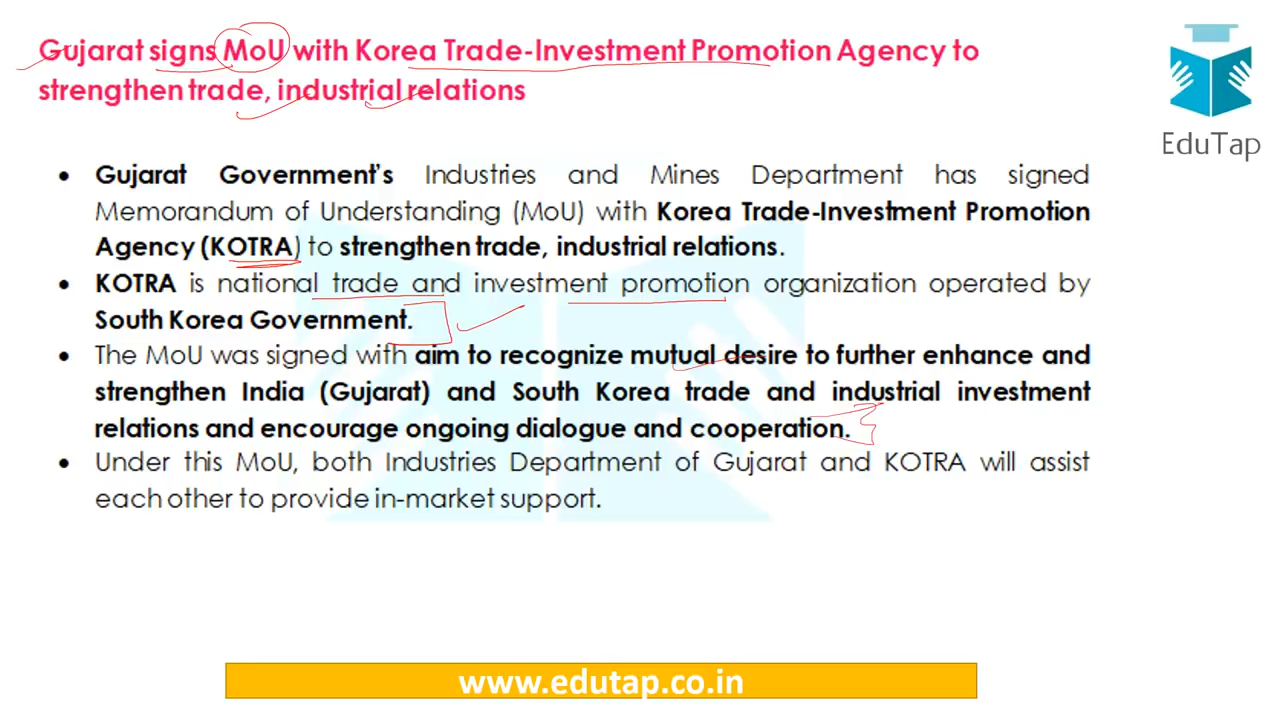 Gujarat signs MoU with Korea Trade-Investment Promotion Agency to
strengthen trade, industrial relations
EduTap
• Gujarat Government's Industries and Mines Department has signed
Memorandum of Understanding (MoU) with Korea Trade-Investment Promotion
Agency (KOTRA) to strengthen trade, industrial relations.
• KOTRA is national trade and investment promotion organization operated by
South Korea Government.
• The MoU was signed with aim to recognize mutual desire to further enhance and
strengthen India (Gujarat) and South Korea trade and industrial investment
relations and encourage ongoing dialogue and cooperation.
• Under this MoU, both Industries Department of Gujarat and KOTRA will assist
each other to provide in-market support.
www.edutap.co.in